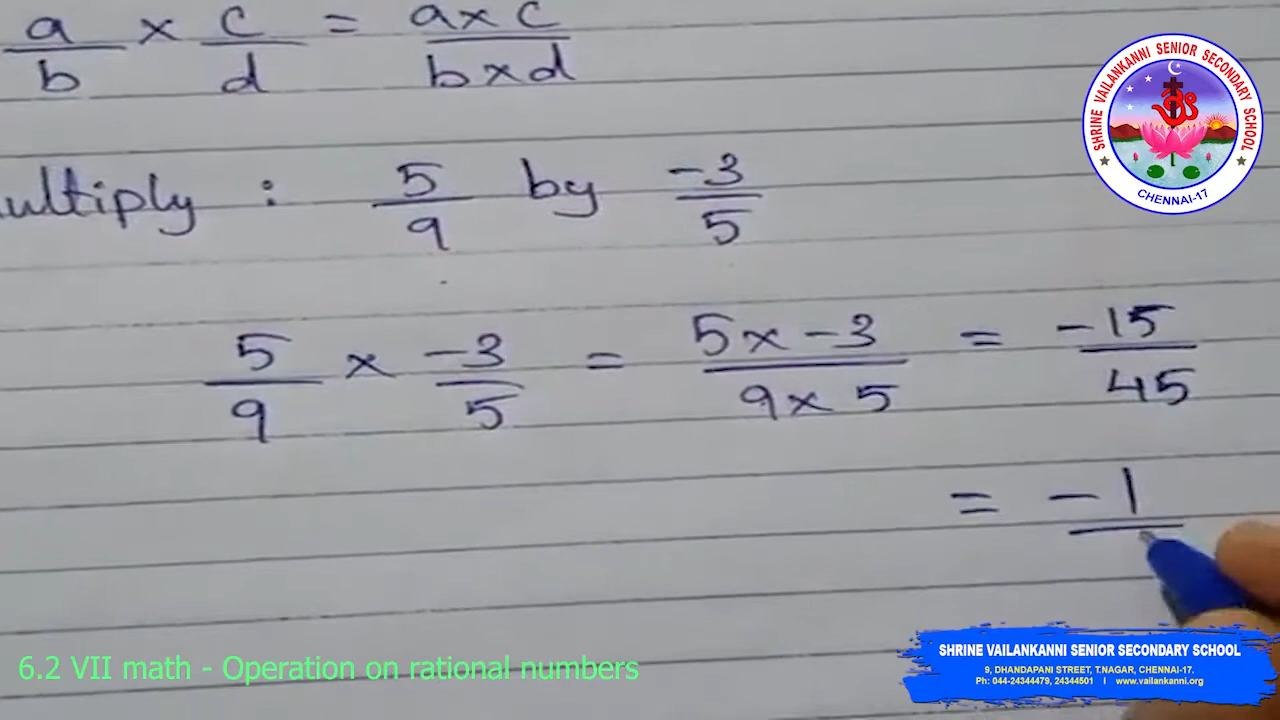 a/b × c/d = a×c/b×d
ultiply : 5/9 by -3/5
5/9 × -3/5 = 5×-3/9×5 = -15/45
= -1
SHRINE VAILANKANNI SENIOR SECONDARY SCHOOL
CHENNAI-17
6.2 VII math - Operation on rational numbers
SHRINE VAILANKANNI SENIOR SECONDARY SCHOOL
9, DHANDAPANI STREET, T.NAGAR, CHENNAI-17.
Ph: 044-24344479, 24344501 I www.vailankanni.org